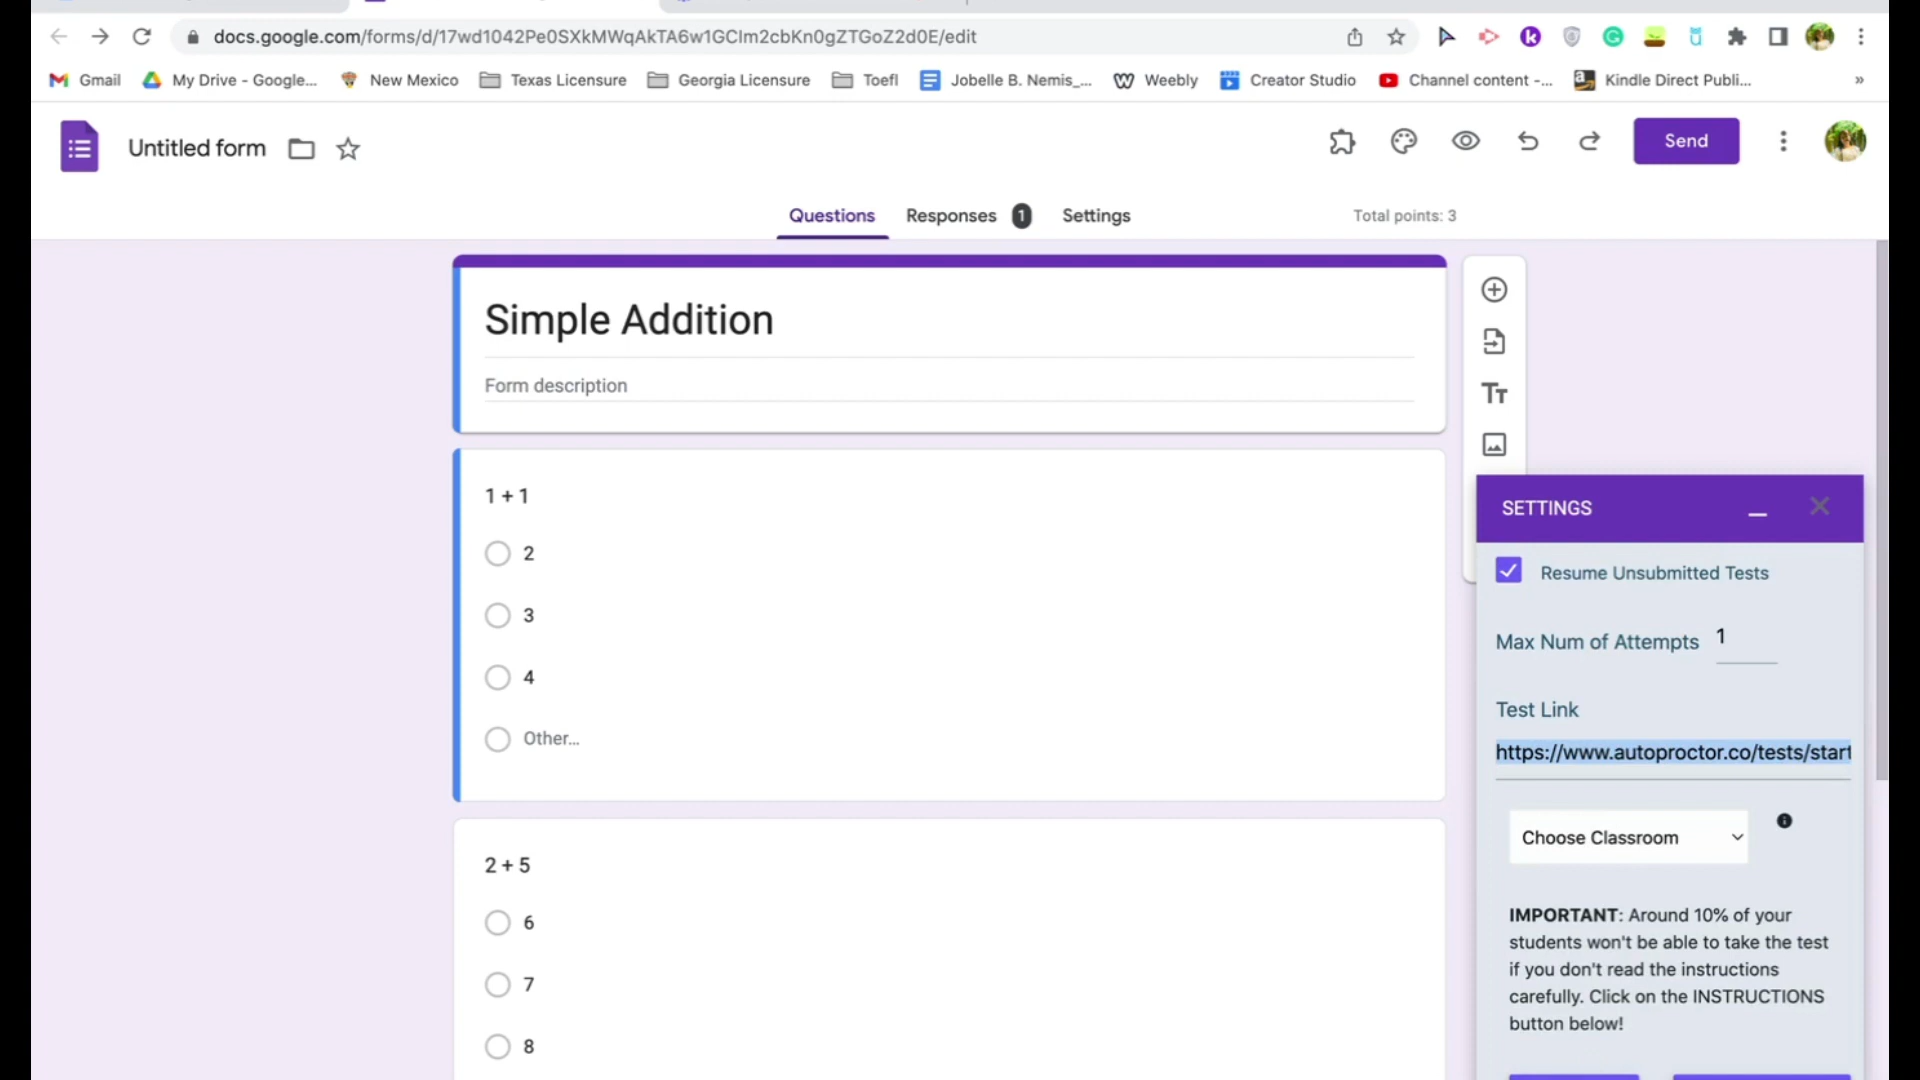 docs.google.com/forms/d/17wd1042Pe0SXkMWqAkTA6w1GCIm2cbKn0gZTGoZ2d0E/edit
Gmail
My Drive - Google...
New Mexico
Texas Licensure
Georgia Licensure
Toefl
Jobelle B. Nemis_...
Weebly
Creator Studio
Channel content -...
Kindle Direct Publi...
»
Untitled form
Send
Questions
Responses 1
Settings
Total points: 3
Simple Addition
Form description
1 + 1
2
3
4
Other...
2 + 5
6
7
8
SETTINGS
Resume Unsubmitted Tests
Max Num of Attempts 1
Test Link
https://www.autoproctor.co/tests/start
Choose Classroom
IMPORTANT: Around 10% of your
students won't be able to take the test
if you don't read the instructions
carefully. Click on the INSTRUCTIONS
button below!